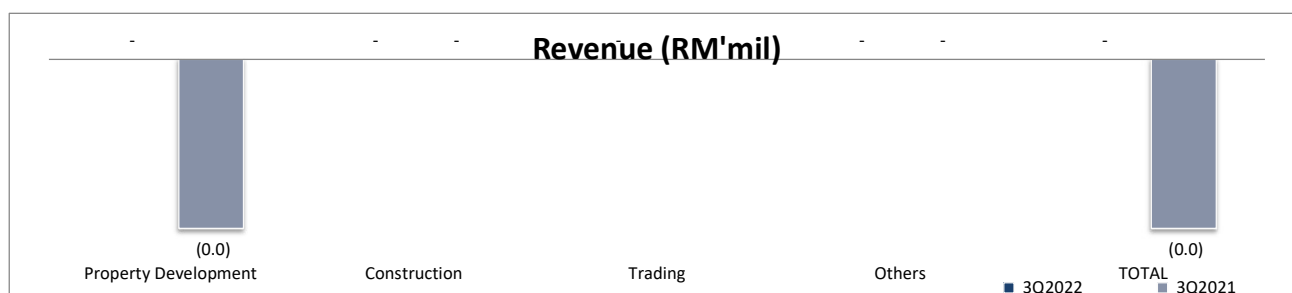 Revenue (RM'mil)
- - - - - - -
(0.0) (0.0)
Property Development Construction Trading Others TOTAL
3Q2022 3Q2021